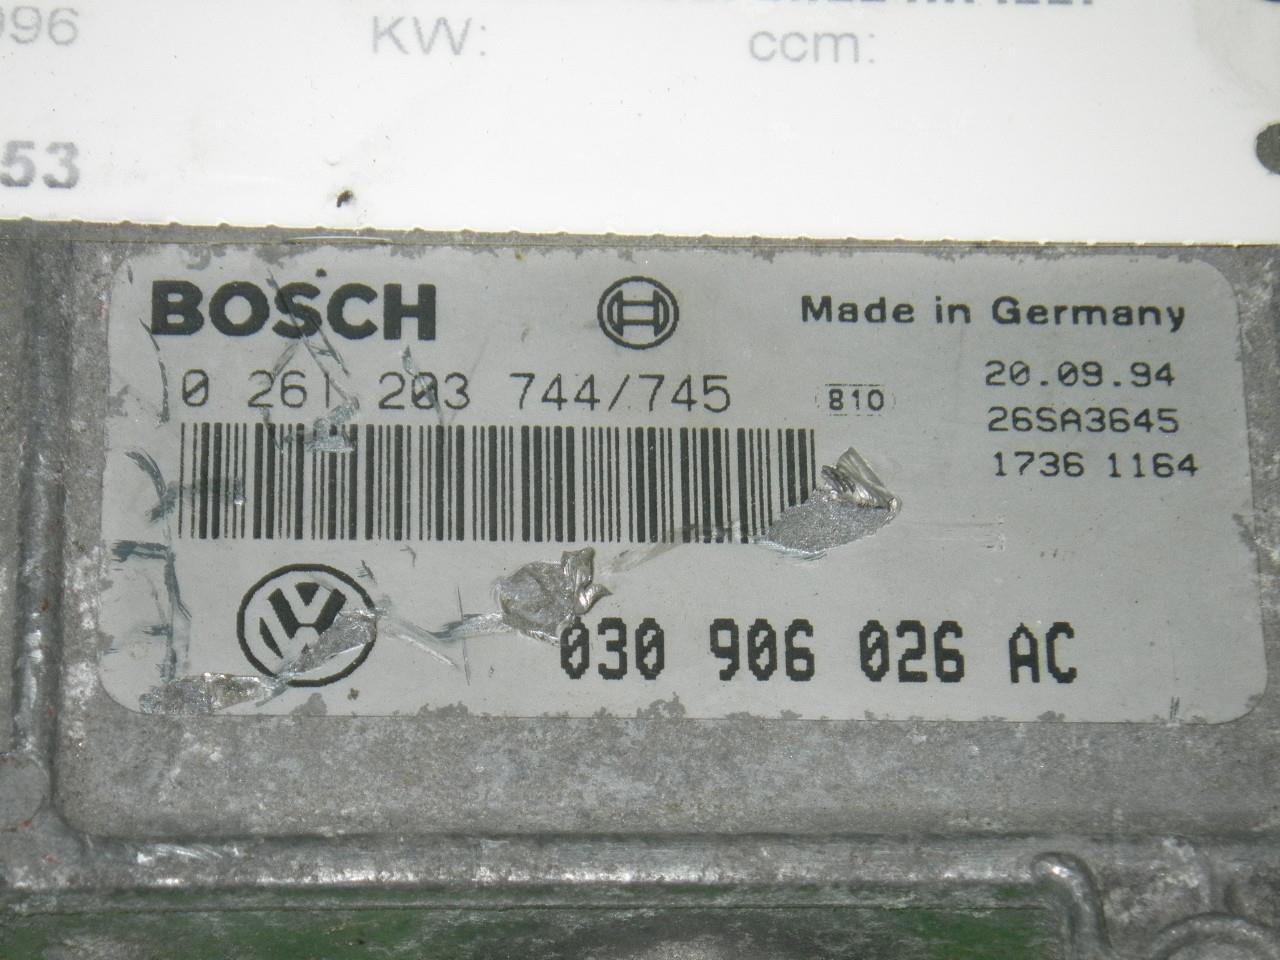 996 KW: ccm:
53
BOSCH Made in Germany
0 261 203 744/745 810 20.09.94
26SA3645
1736 1164
030 906 026 AC